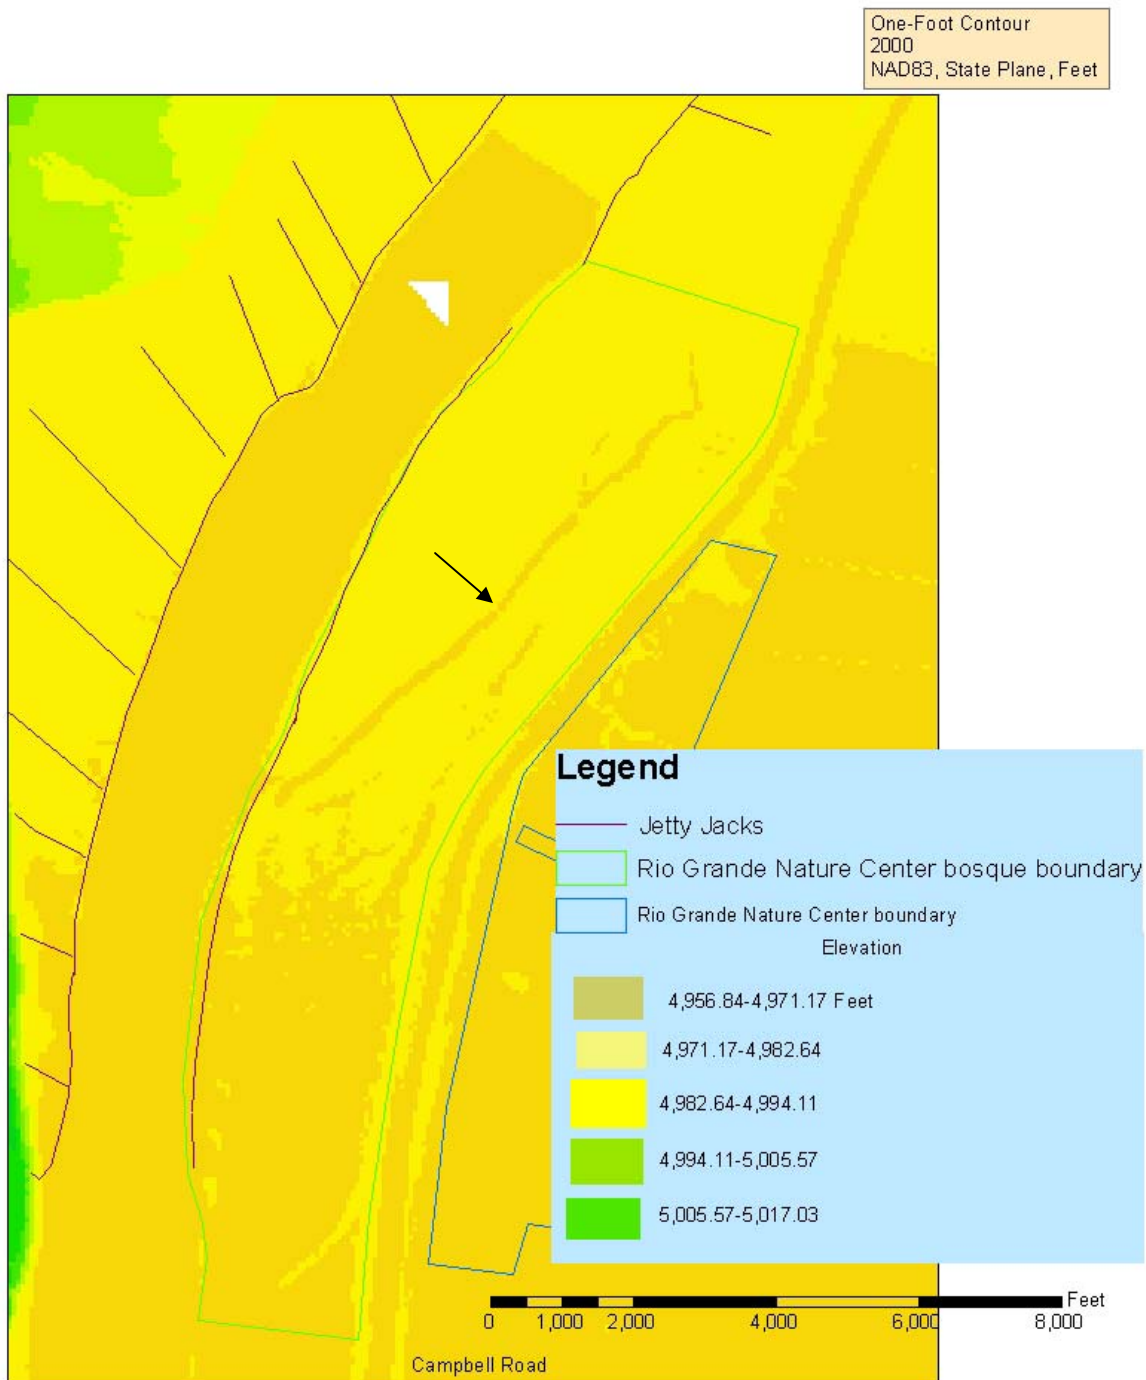 One-Foot Contour
2000
NAD83, State Plane, Feet
Legend
Jetty Jacks
Rio Grande Nature Center bosque boundary
Rio Grande Nature Center boundary
Elevation
4,956.84-4,971.17 Feet
4,971.17-4,982.64
4,982.64-4,994.11
4,994.11-5,005.57
5,005.57-5,017.03
Feet
0 1,000 2,000 4,000 6,000 8,000
Campbell Road